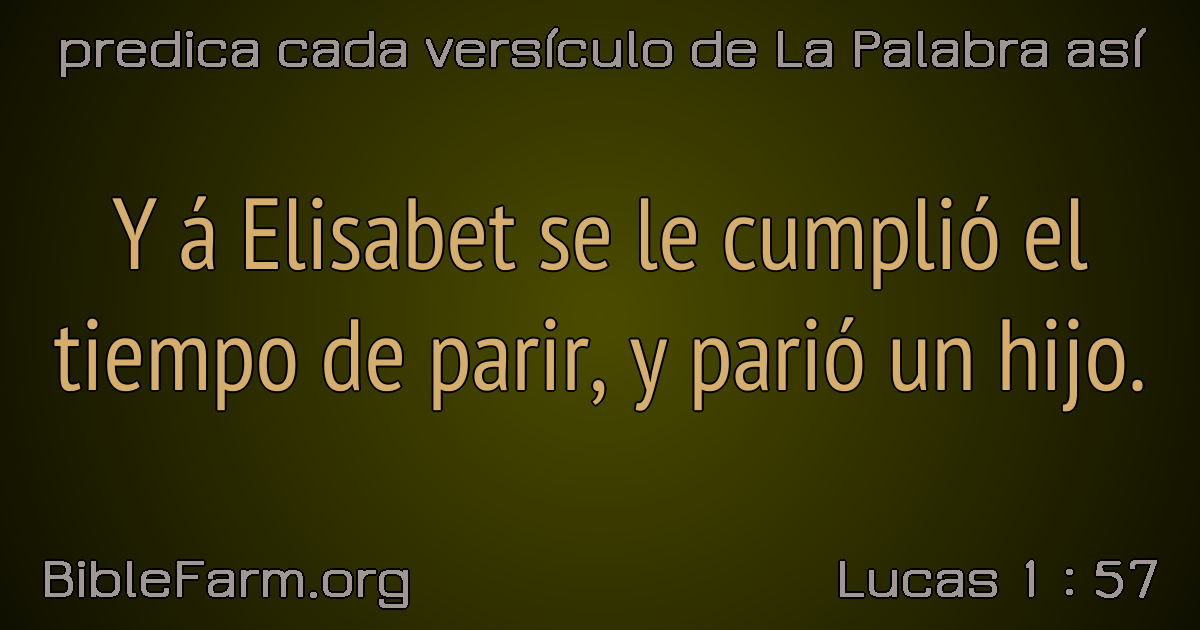 predica cada versículo de La Palabra así
Y á Elisabet se le cumplió el
tiempo de parir, y parió un hijo.
BibleFarm.org
Lucas 1 : 57